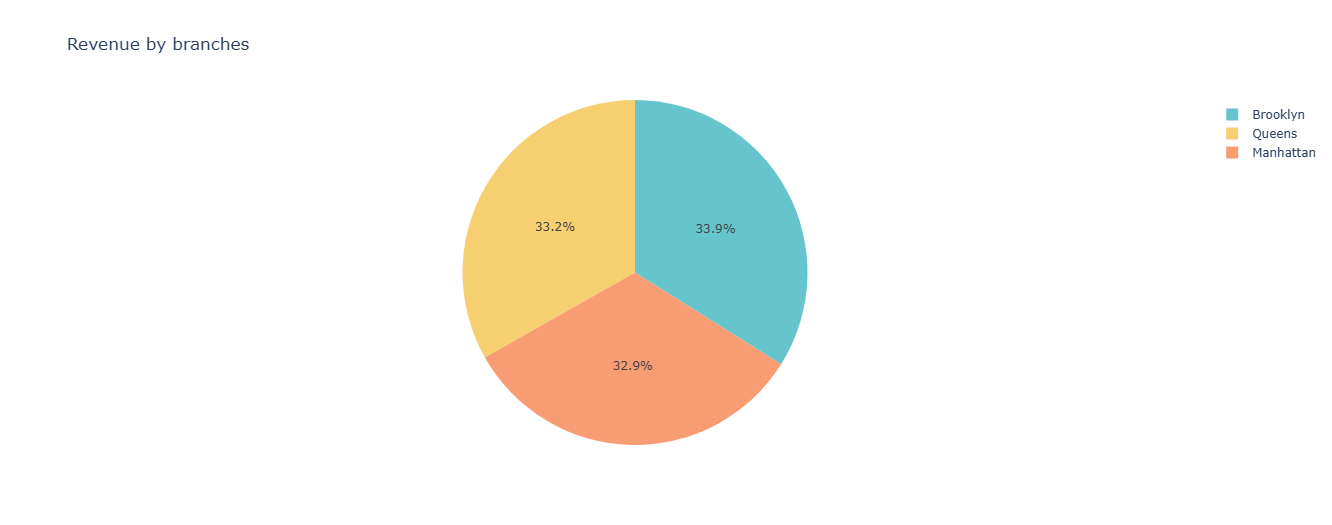 Revenue by branches
Brooklyn
Queens
Manhattan
33.2%
33.9%
32.9%